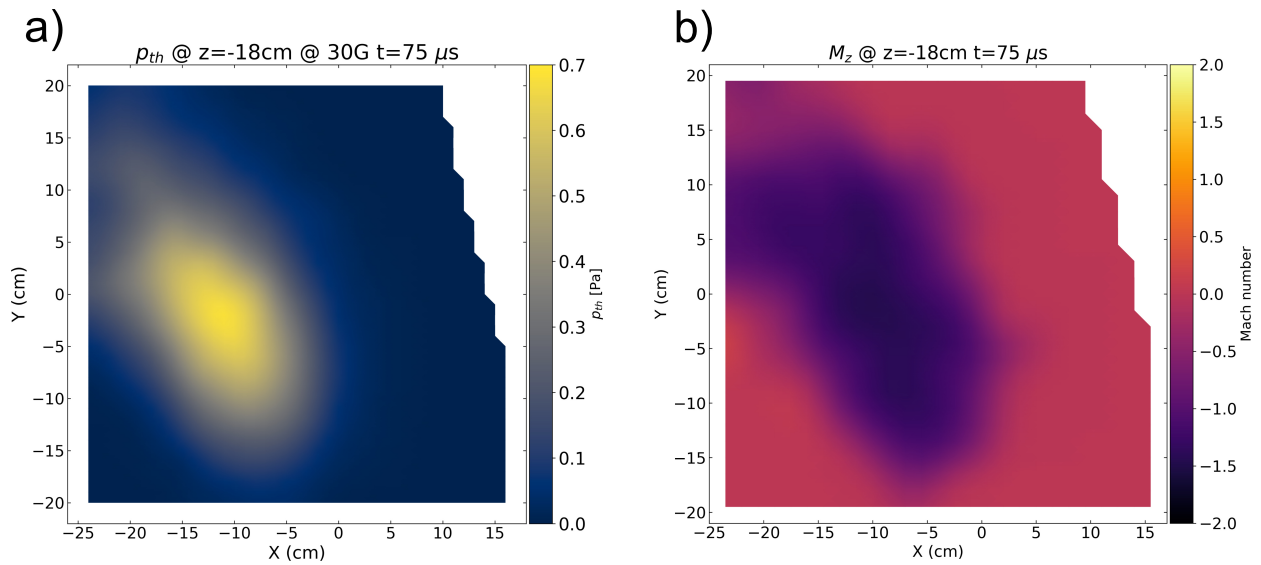 a)
p_th @ z=-18cm @ 30G t=75 μs
20
15
10
5
0
−5
−10
−15
−20
Y (cm)
−25 −20 −15 −10 −5 0 5 10 15
X (cm)
0.7
0.6
0.5
0.4
0.3
0.2
0.1
0.0
p_th [Pa]
b)
M_z @ z=-18cm t=75 μs
20
15
10
5
0
−5
−10
−15
−20
Y (cm)
−25 −20 −15 −10 −5 0 5 10 15
X (cm)
2.0
1.5
1.0
0.5
0.0
−0.5
−1.0
−1.5
−2.0
Mach number